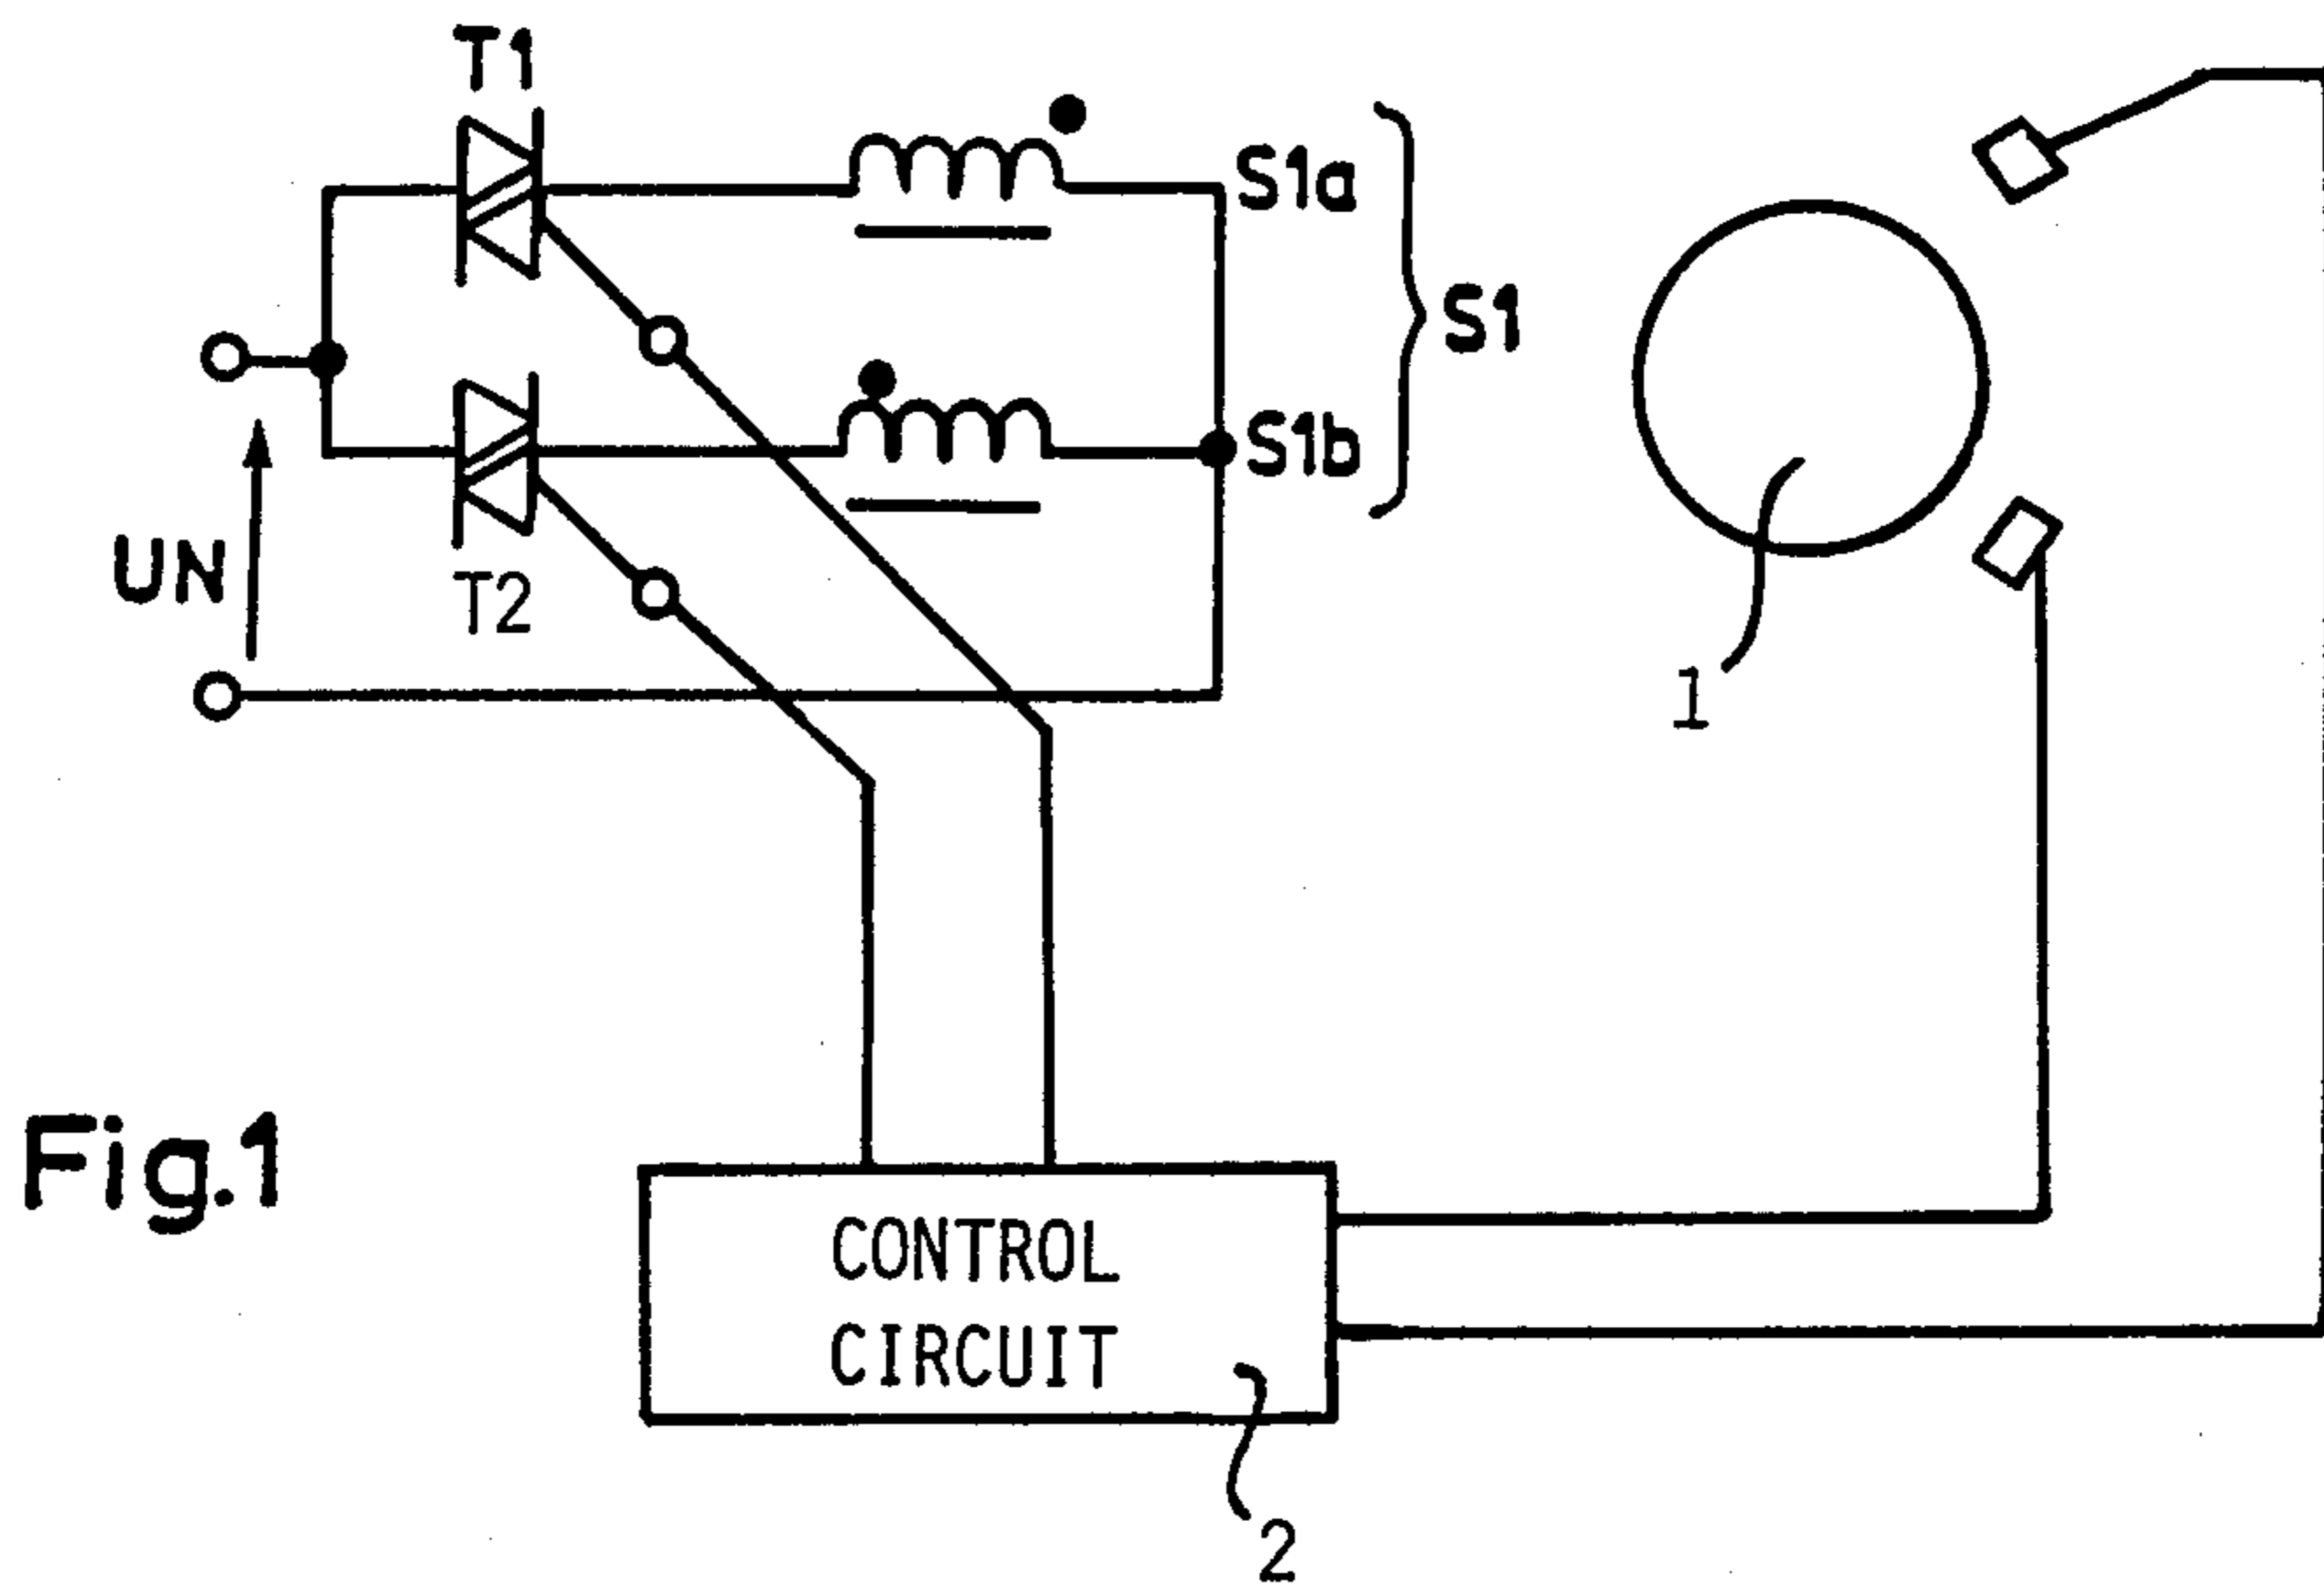 T1
S1a
S1
S1b
UN
T2
1
Fig.1
CONTROL
CIRCUIT
2